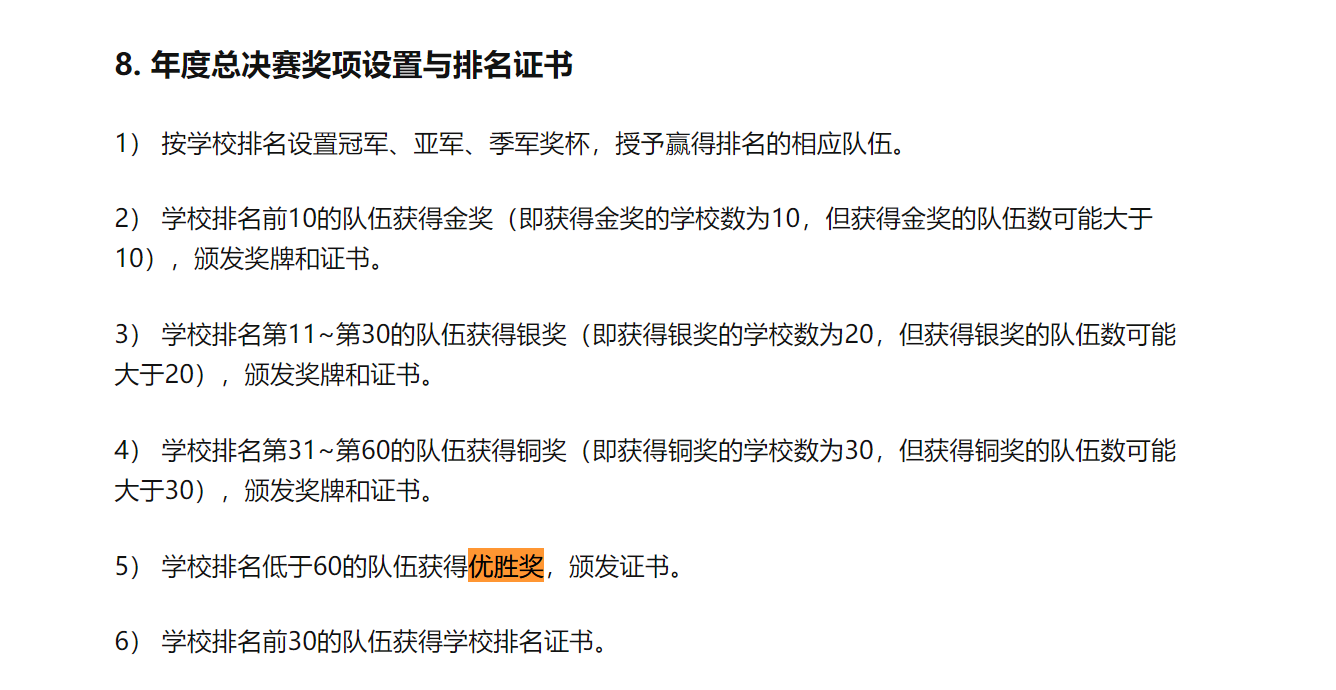 8. 年度总决赛奖项设置与排名证书
1） 按学校排名设置冠军、亚军、季军奖杯，授予赢得排名的相应队伍。
2） 学校排名前10的队伍获得金奖（即获得金奖的学校数为10，但获得金奖的队伍数可能大于
10），颁发奖牌和证书。
3） 学校排名第11~第30的队伍获得银奖（即获得银奖的学校数为20，但获得银奖的队伍数可能
大于20），颁发奖牌和证书。
4） 学校排名第31~第60的队伍获得铜奖（即获得铜奖的学校数为30，但获得铜奖的队伍数可能
大于30），颁发奖牌和证书。
5） 学校排名低于60的队伍获得优胜奖，颁发证书。
6） 学校排名前30的队伍获得学校排名证书。